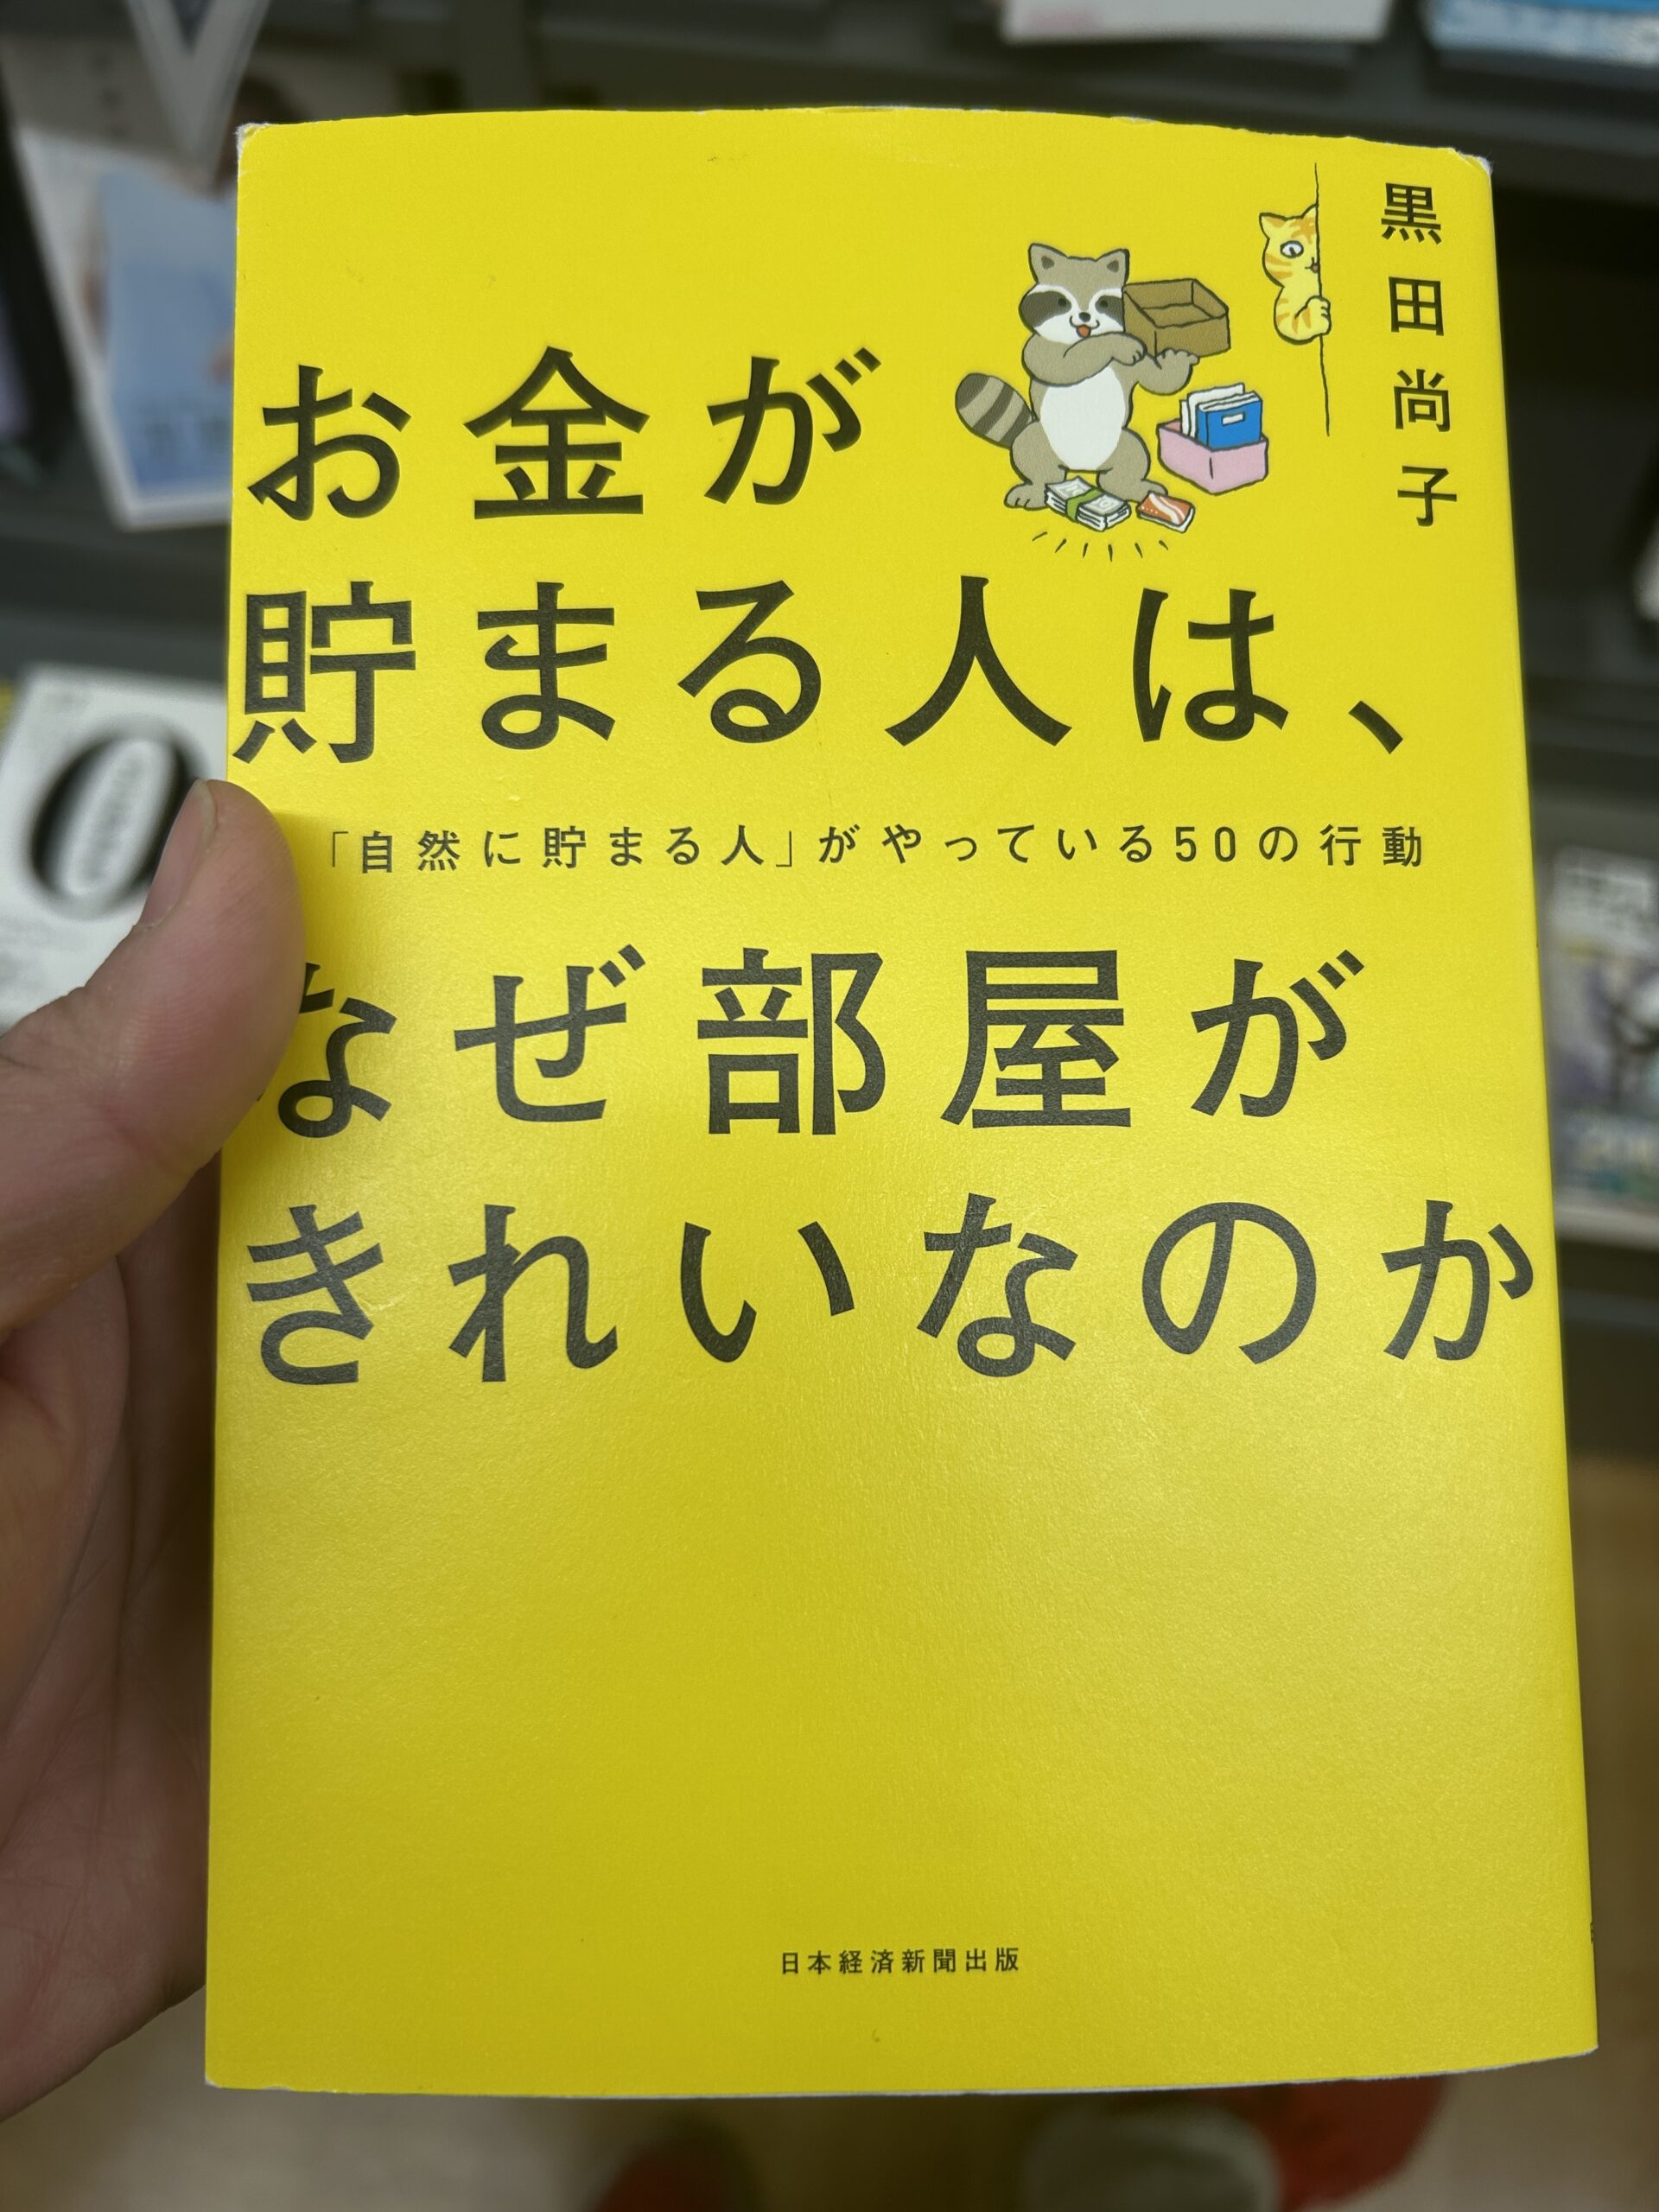 黒田尚子
お金が
貯まる人は、
「自然に貯まる人」がやっている50の行動
なぜ部屋が
きれいなのか
日本経済新聞出版